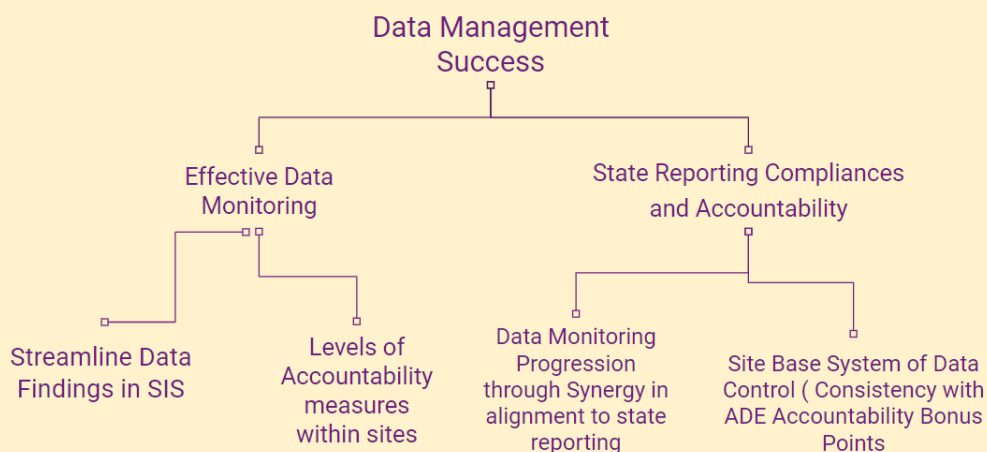 Data Management
Success
Effective Data
Monitoring
State Reporting Compliances
and Accountability
Streamline Data
Findings in SIS
Levels of
Accountability
measures
within sites
Data Monitoring
Progression
through Synergy in
alignment to state
reporting
Site Base System of Data
Control ( Consistency with
ADE Accountability Bonus
Points